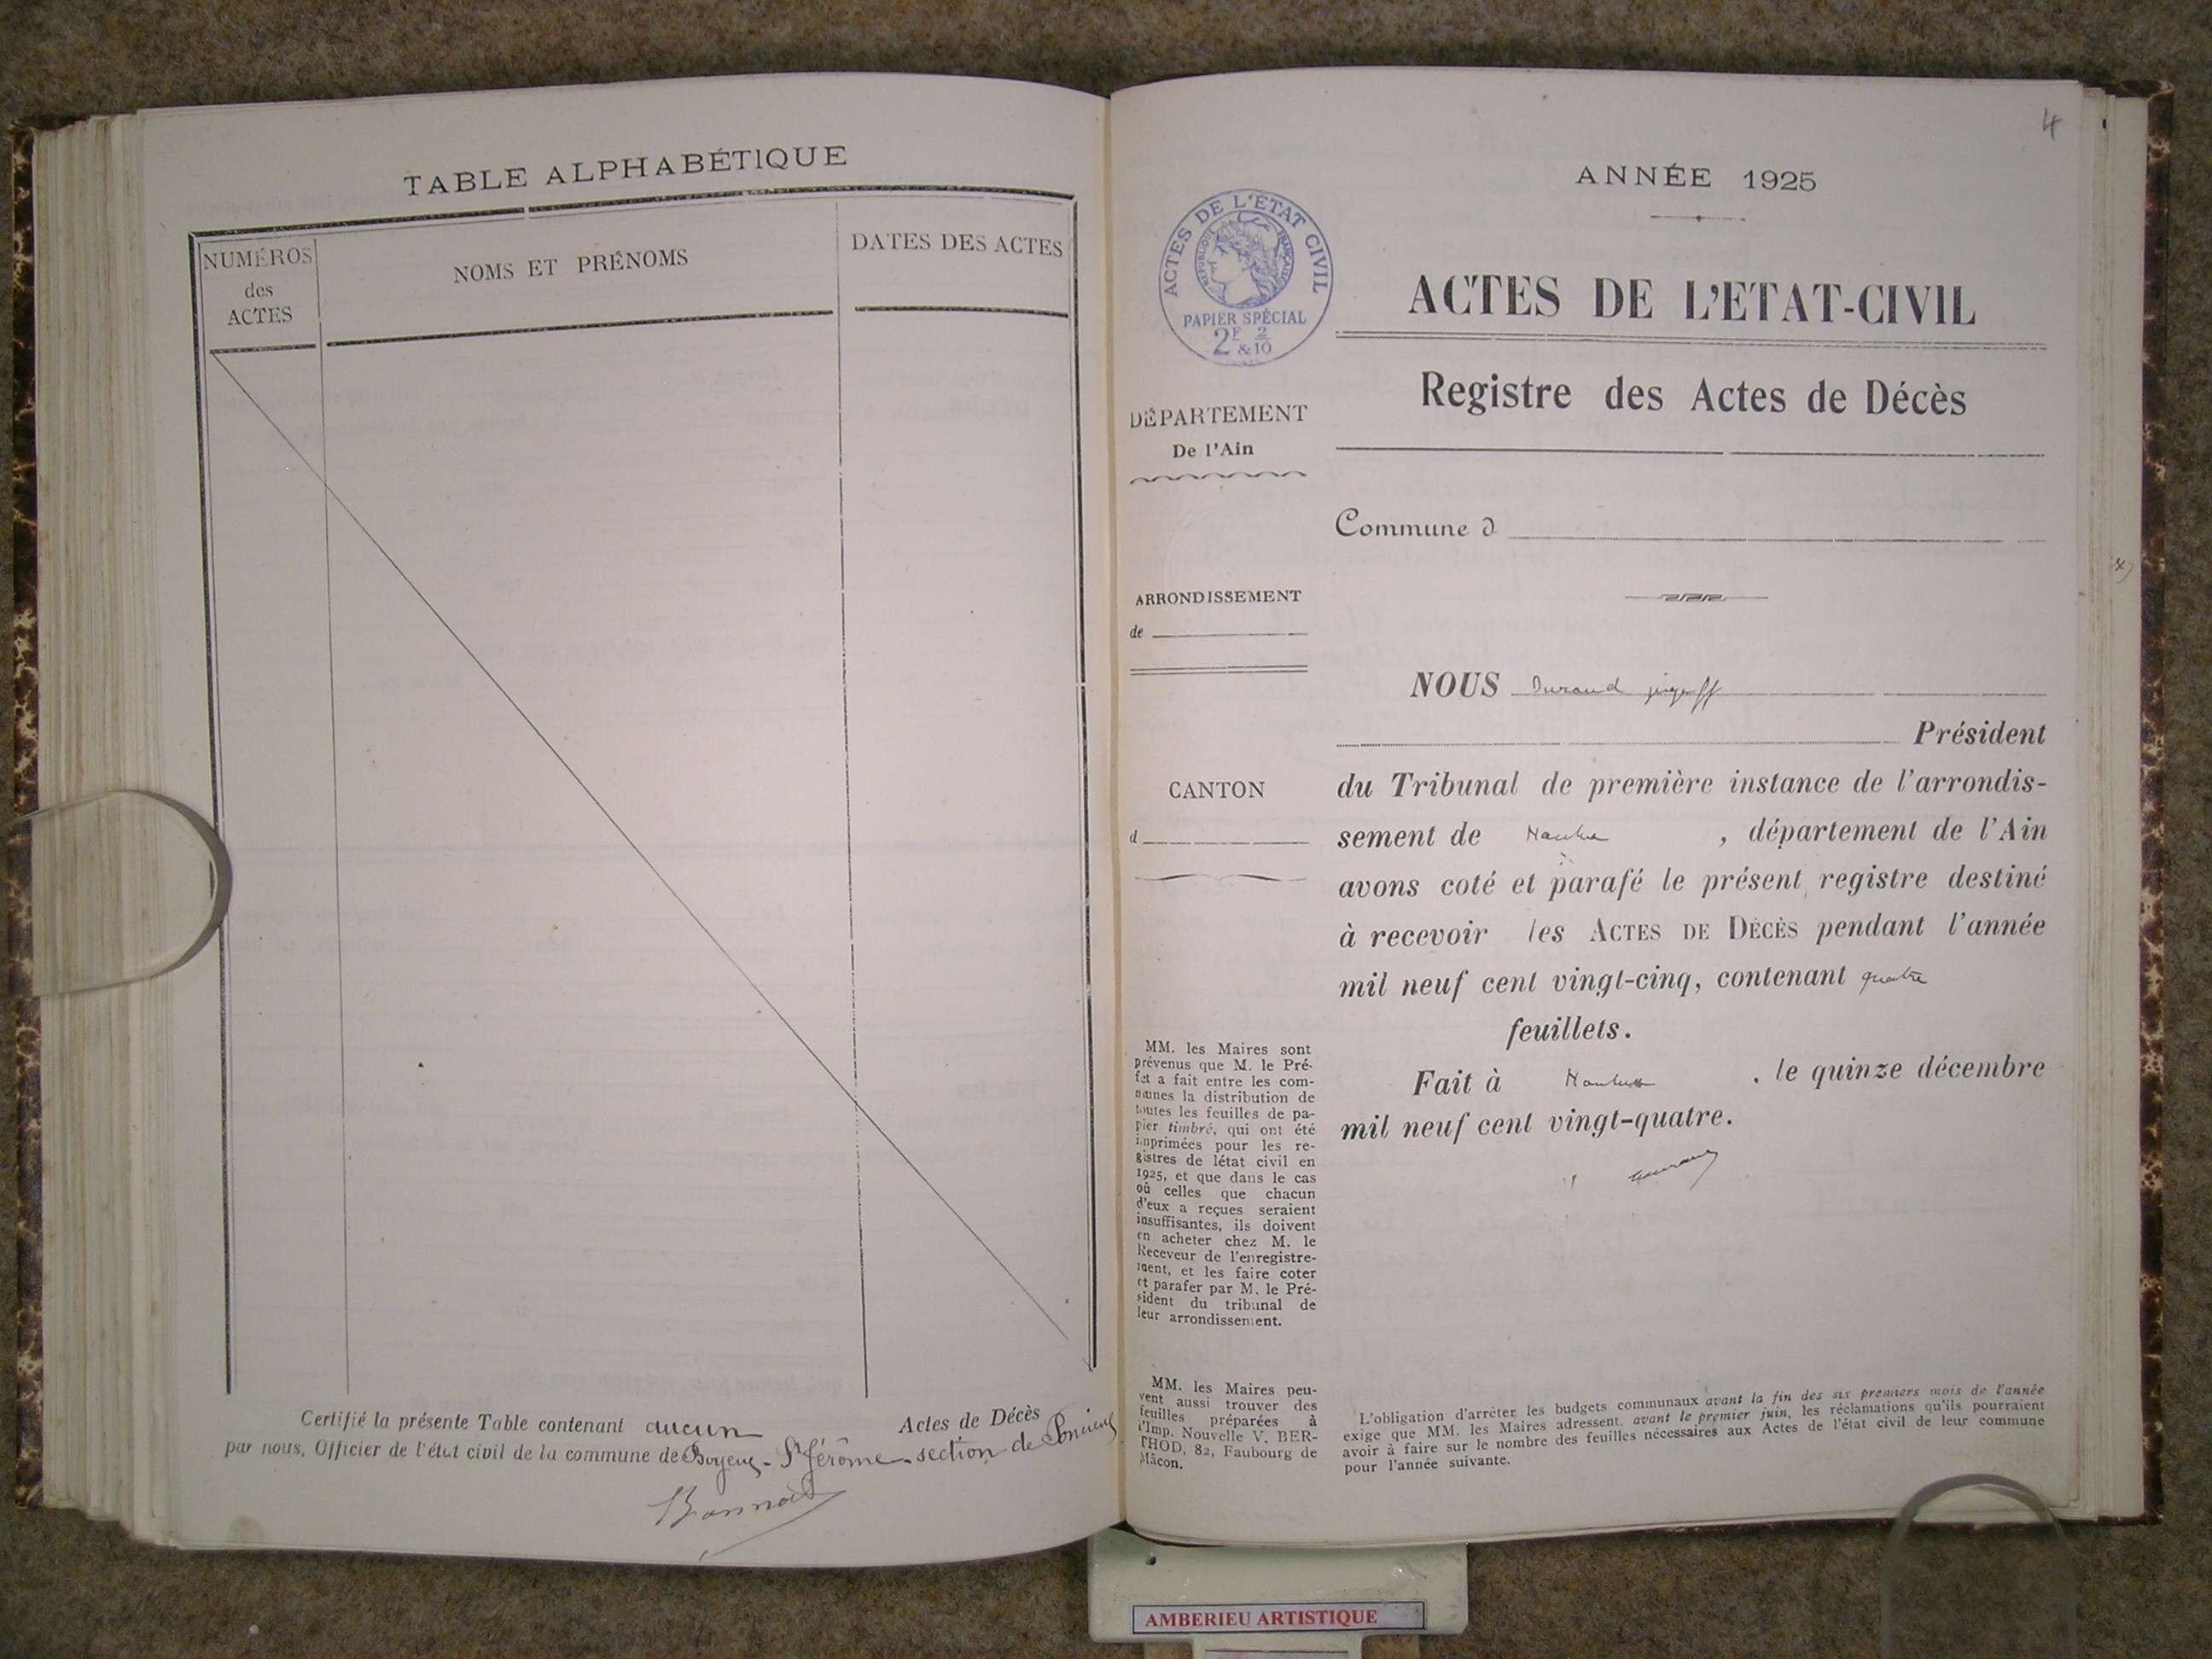 TABLE ALPHABÉTIQUE
NUMÉROS
des
ACTES
NOMS ET PRÉNOMS
DATES DES ACTES
Certifié la présente Table contenant aucun Actes de Décès
par nous, Officier de l'état civil de la commune de Boyeux-St Jérôme-section de Poncieux
Bonnod
4
ANNÉE 1925
ACTES DE L'ÉTAT CIVIL
RÉPUBLIQUE FRANÇAISE
PAPIER SPÉCIAL
2F & 2/10
ACTES DE L'ETAT-CIVIL
Registre des Actes de Décès
DÉPARTEMENT
De l'Ain
Commune d
ARRONDISSEMENT
de
NOUS Durand
Président
CANTON
d
du Tribunal de première instance de l'arrondis-
sement de Nantua, département de l'Ain
avons coté et parafé le présent registre destiné
à recevoir les ACTES DE DÉCÈS pendant l'année
mil neuf cent vingt-cinq, contenant quatre
feuillets.
Fait à Nantua, le quinze décembre
mil neuf cent vingt-quatre.
Durand
MM. les Maires sont
prévenus que M. le Pré-
fet a fait entre les com-
munes la distribution de
toutes les feuilles de pa-
pier timbré, qui ont été
imprimées pour les re-
gistres de létat civil en
1925, et que dans le cas
où celles que chacun
d'eux a reçues seraient
insuffisantes, ils doivent
en acheter chez M. le
Receveur de l'enregistre-
ment, et les faire coter
et parafer par M. le Pré-
sident du tribunal de
leur arrondissement.
MM. les Maires peu-
vent aussi trouver des
feuilles préparées à
l'Imp. Nouvelle V. BER-
THOD, 82, Faubourg de
Mâcon.
L'obligation d'arrêter les budgets communaux avant la fin des six premiers mois de l'année
exige que MM. les Maires adressent, avant le premier juin, les réclamations qu'ils pourraient
avoir à faire sur le nombre des feuilles nécessaires aux Actes de l'état civil de leur commune
pour l'année suivante.
AMBERIEU ARTISTIQUE